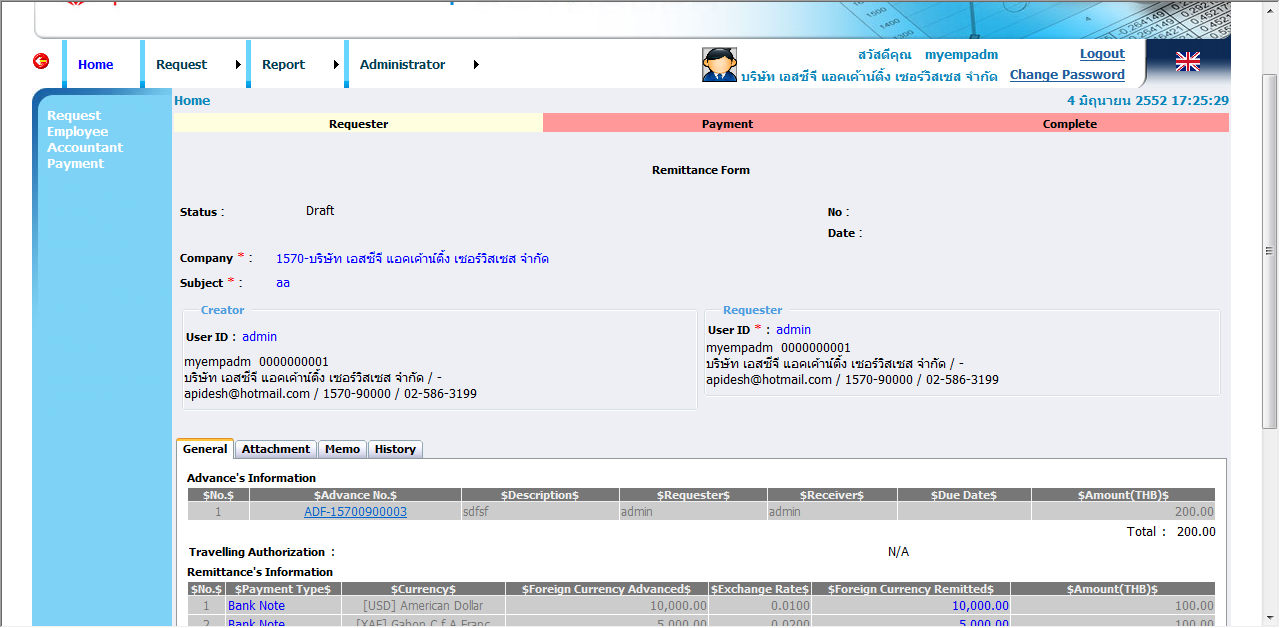 1500
1400
1300
4
-0.264149
0.29214
0.45217
สวัสดีคุณ myempadm
Logout
Home
Request
Report
Administrator
บริษัท เอสซีจี แอคเค้าน์ติ้ง เซอร์วิสเซส จำกัด
Change Password
Home
4 มิถุนายน 2552 17:25:29
Request
Employee
Accountant
Payment
Requester Payment Complete
Remittance Form
Status : Draft
No :
Date :
Company * : 1570-บริษัท เอสซีจี แอคเค้าน์ติ้ง เซอร์วิสเซส จำกัด
Subject * : aa
Creator
User ID : admin
myempadm 0000000001
บริษัท เอสซีจี แอคเค้าน์ติ้ง เซอร์วิสเซส จำกัด / -
apidesh@hotmail.com / 1570-90000 / 02-586-3199
Requester
User ID * : admin
myempadm 0000000001
บริษัท เอสซีจี แอคเค้าน์ติ้ง เซอร์วิสเซส จำกัด / -
apidesh@hotmail.com / 1570-90000 / 02-586-3199
General Attachment Memo History
Advance's Information
$No.$ $Advance No.$ $Description$ $Requester$ $Receiver$ $Due Date$ $Amount(THB)$
1 ADF-15700900003 sdfsf admin admin 200.00
Total : 200.00
Travelling Authorization : N/A
Remittance's Information
$No.$ $Payment Type$ $Currency$ $Foreign Currency Advanced$ $Exchange Rate$ $Foreign Currency Remitted$ $Amount(THB)$
1 Bank Note [USD] American Dollar 10,000.00 0.0100 10,000.00 100.00
2 Bank Note [XAF] Gabon C.f.A Franc 5,000.00 0.0200 5,000.00 100.00